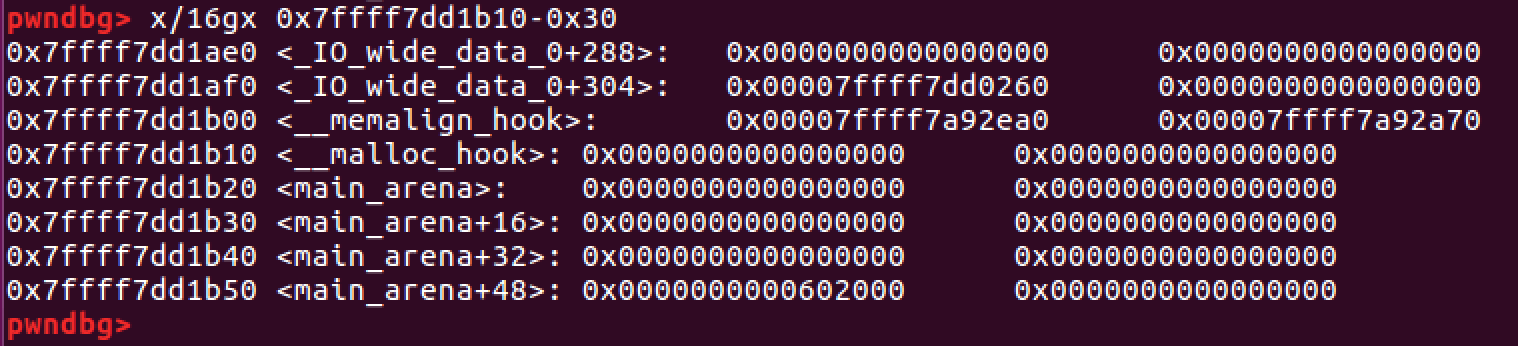 pwndbg> x/16gx 0x7ffff7dd1b10-0x30
0x7ffff7dd1ae0 <_IO_wide_data_0+288>: 0x0000000000000000 0x0000000000000000
0x7ffff7dd1af0 <_IO_wide_data_0+304>: 0x00007ffff7dd0260 0x0000000000000000
0x7ffff7dd1b00 <__memalign_hook>: 0x00007ffff7a92ea0 0x00007ffff7a92a70
0x7ffff7dd1b10 <__malloc_hook>: 0x0000000000000000 0x0000000000000000
0x7ffff7dd1b20 <main_arena>: 0x0000000000000000 0x0000000000000000
0x7ffff7dd1b30 <main_arena+16>: 0x0000000000000000 0x0000000000000000
0x7ffff7dd1b40 <main_arena+32>: 0x0000000000000000 0x0000000000000000
0x7ffff7dd1b50 <main_arena+48>: 0x0000000000602000 0x0000000000000000
pwndbg>